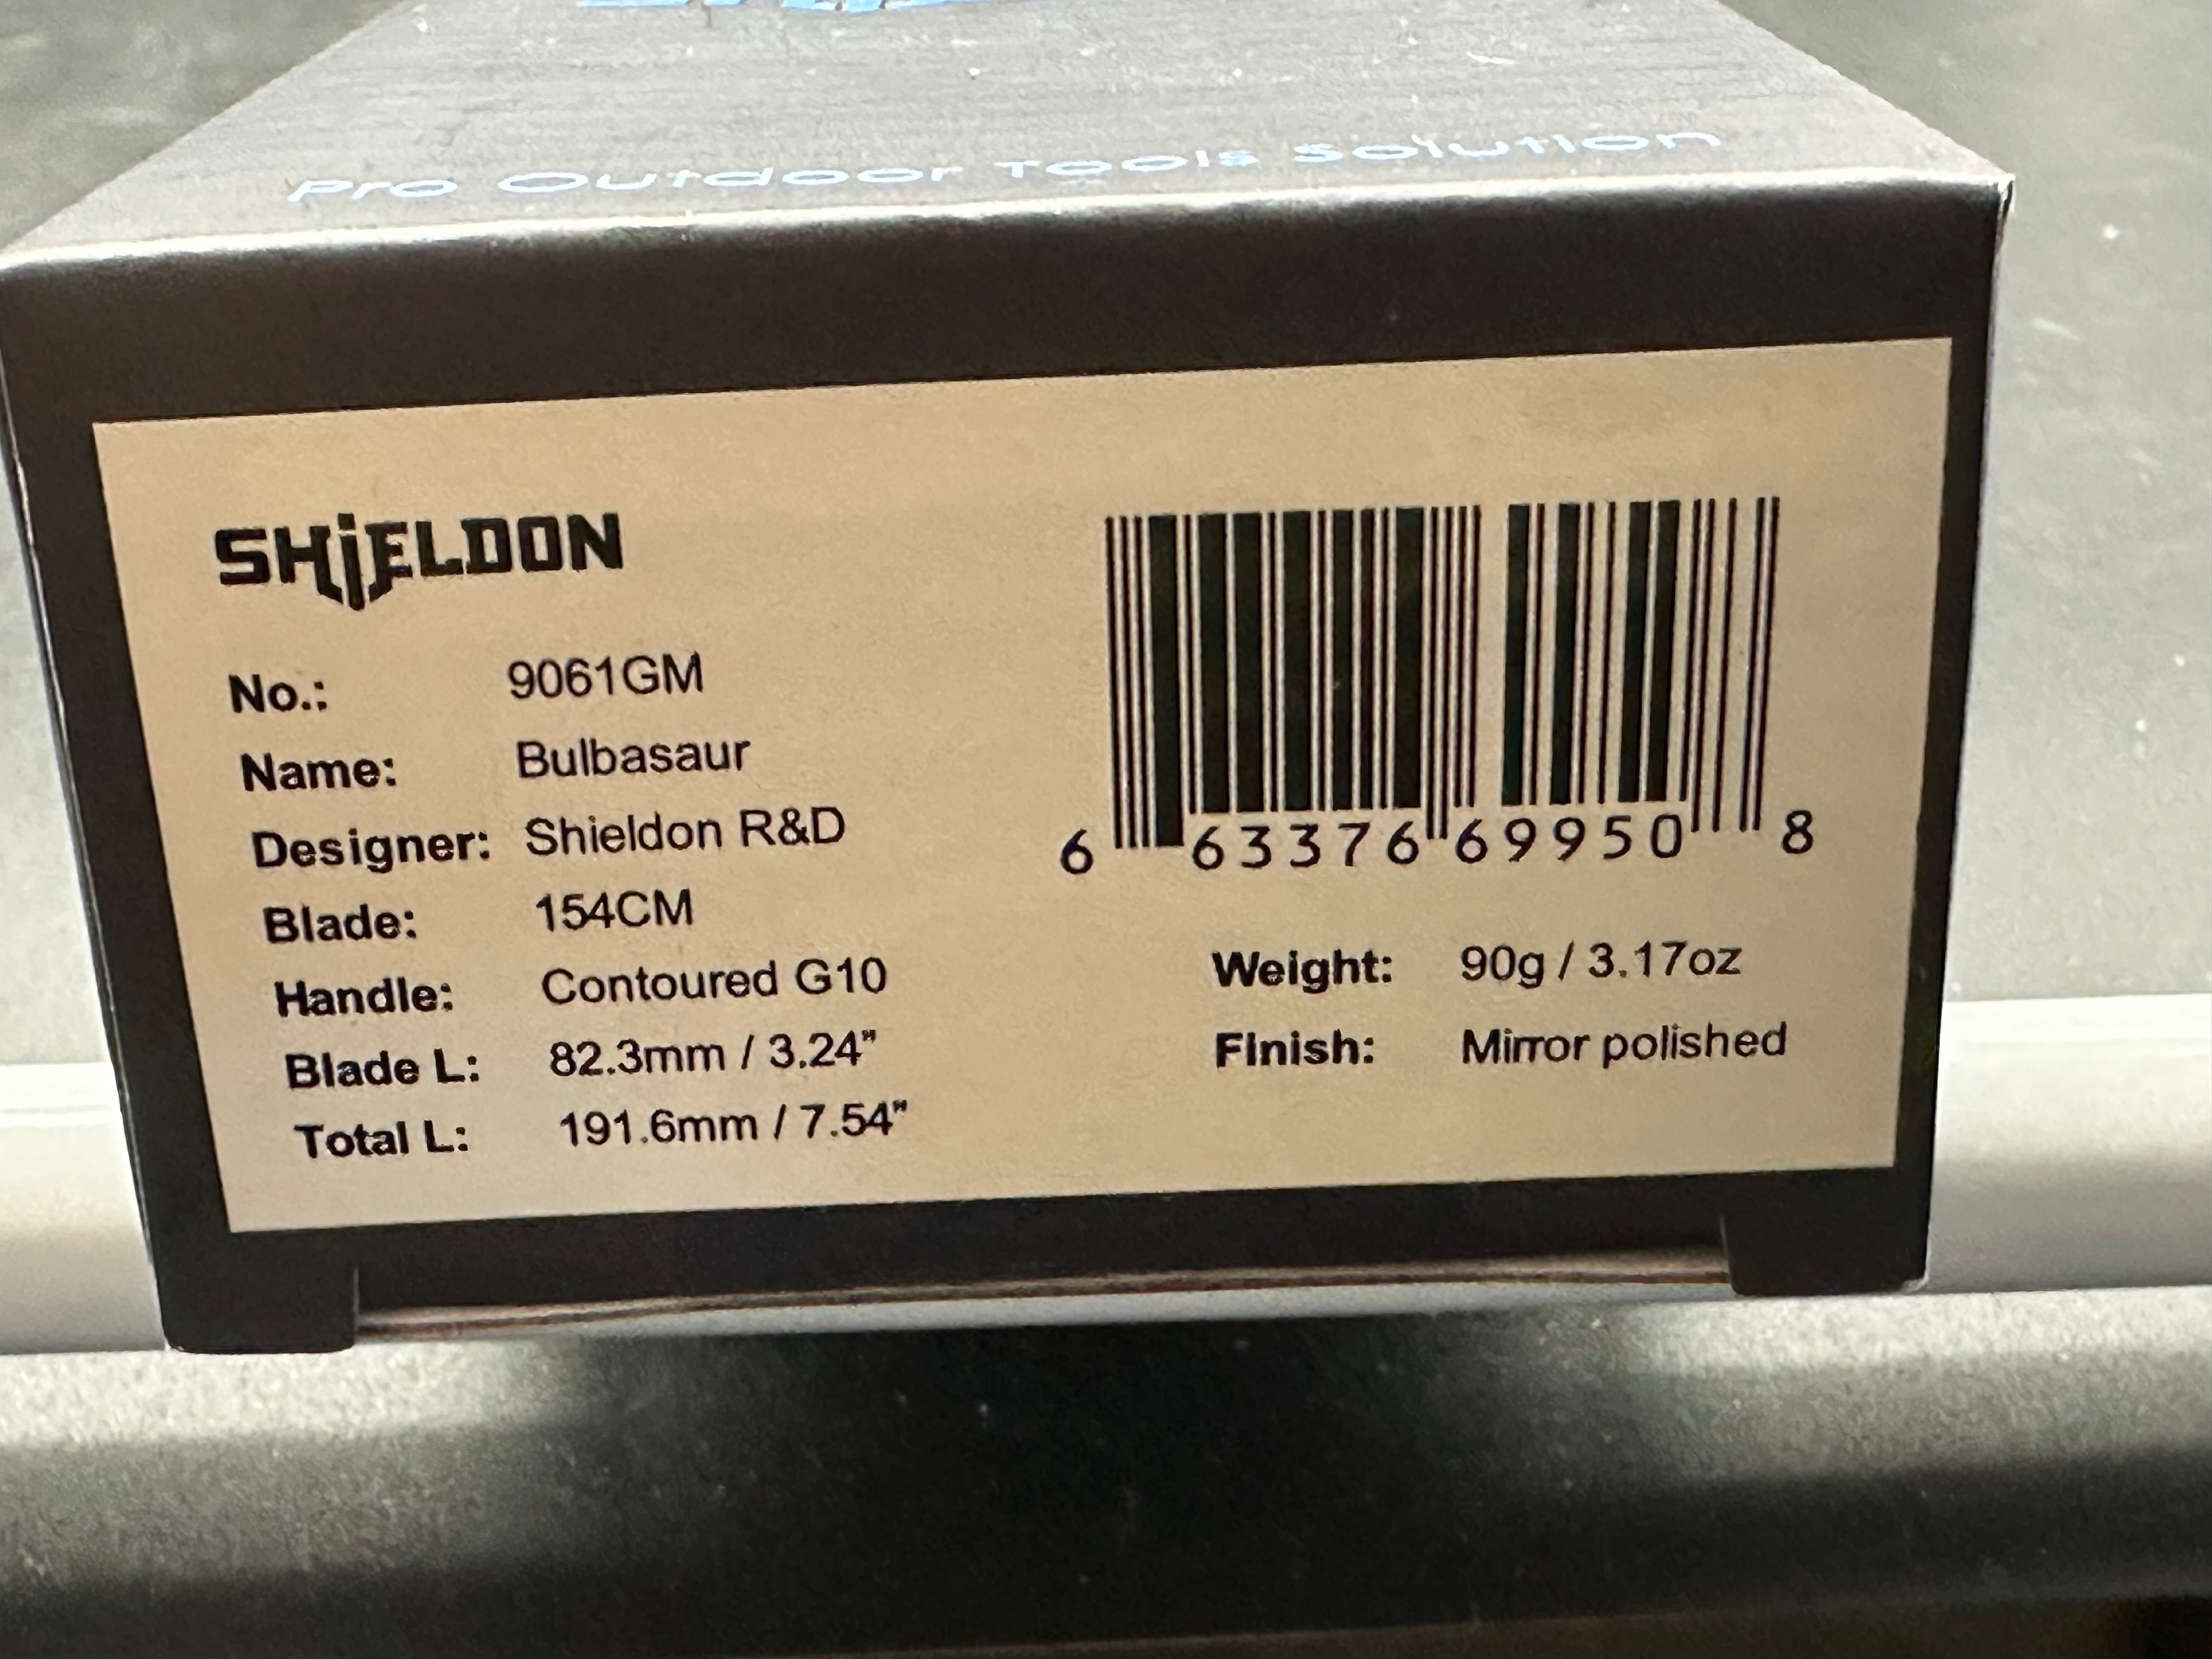 Pro Outdoor Tools Solution
SHiELDON
No.: 9061GM
Name: Bulbasaur
Designer: Shieldon R&D
Blade: 154CM
Handle: Contoured G10
Blade L: 82.3mm / 3.24"
Total L: 191.6mm / 7.54"
6 63376 69950 8
Weight: 90g / 3.17oz
Finish: Mirror polished